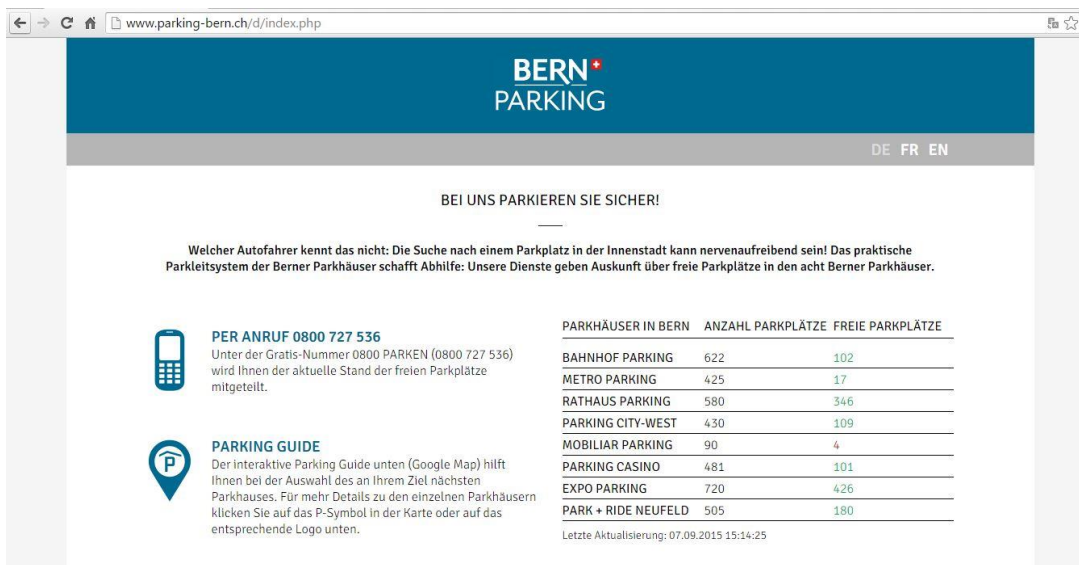 www.parking-bern.ch/d/index.php
BERN
PARKING
DE FR EN
BEI UNS PARKIEREN SIE SICHER!
Welcher Autofahrer kennt das nicht: Die Suche nach einem Parkplatz in der Innenstadt kann nervenaufreibend sein! Das praktische
Parkleitsystem der Berner Parkhäuser schafft Abhilfe: Unsere Dienste geben Auskunft über freie Parkplätze in den acht Berner Parkhäuser.
PER ANRUF 0800 727 536
Unter der Gratis-Nummer 0800 PARKEN (0800 727 536)
wird Ihnen der aktuelle Stand der freien Parkplätze
mitgeteilt.
P
PARKING GUIDE
Der interaktive Parking Guide unten (Google Map) hilft
Ihnen bei der Auswahl des an Ihrem Ziel nächsten
Parkhauses. Für mehr Details zu den einzelnen Parkhäusern
klicken Sie auf das P-Symbol in der Karte oder auf das
entsprechende Logo unten.
PARKHÄUSER IN BERN ANZAHL PARKPLÄTZE FREIE PARKPLÄTZE
BAHNHOF PARKING 622 102
METRO PARKING 425 17
RATHAUS PARKING 580 346
PARKING CITY-WEST 430 109
MOBILIAR PARKING 90 4
PARKING CASINO 481 101
EXPO PARKING 720 426
PARK + RIDE NEUFELD 505 180
Letzte Aktualisierung: 07.09.2015 15:14:25